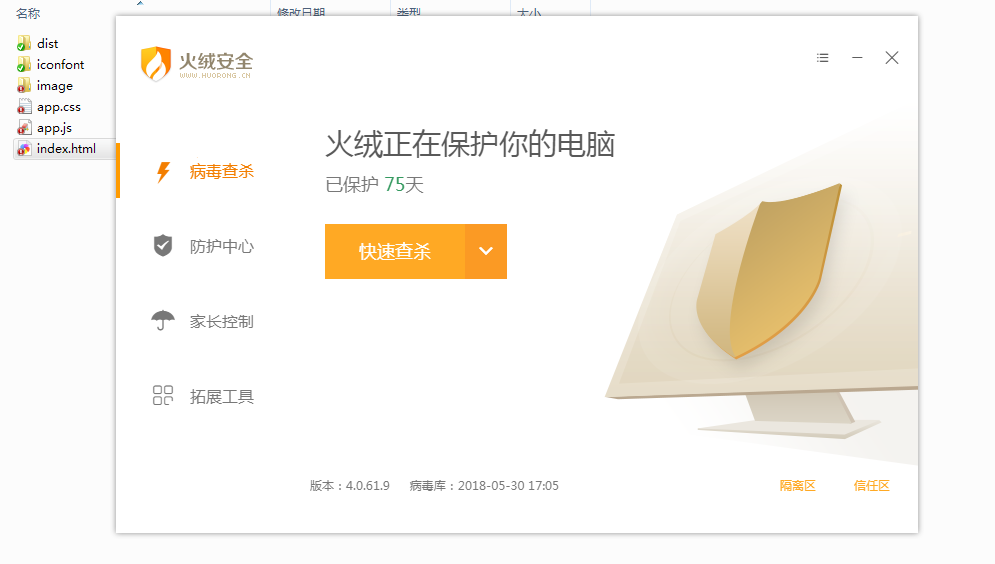 名称
修改日期
类型
大小
dist
iconfont
image
app.css
app.js
index.html
火绒安全
WWW.HUORONG.CN
病毒查杀
防护中心
家长控制
拓展工具
火绒正在保护你的电脑
已保护 75天
快速查杀
版本：4.0.61.9 病毒库：2018-05-30 17:05
隔离区
信任区